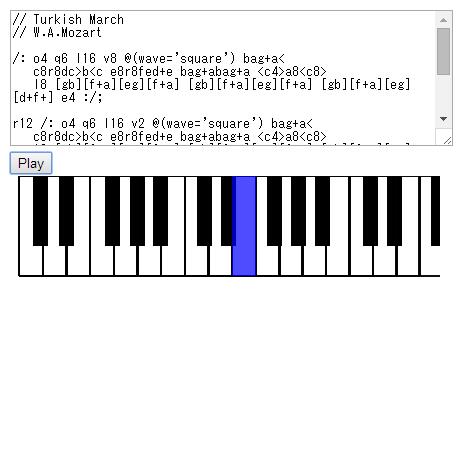 // Turkish March
// W.A.Mozart
/: o4 q6 l16 v8 @(wave='square') bag+a<
c8r8dc>b<c e8r8fed+e bag+abag+a <c4>a8<c8>
l8 [gb][f+a][eg][f+a] [gb][f+a][eg][f+a] [gb][f+a][eg]
[d+f+] e4 :/;
r12 /: o4 q6 l16 v2 @(wave='square') bag+a<
c8r8dc>b<c e8r8fed+e bag+abag+a <c4>a8<c8>
Play